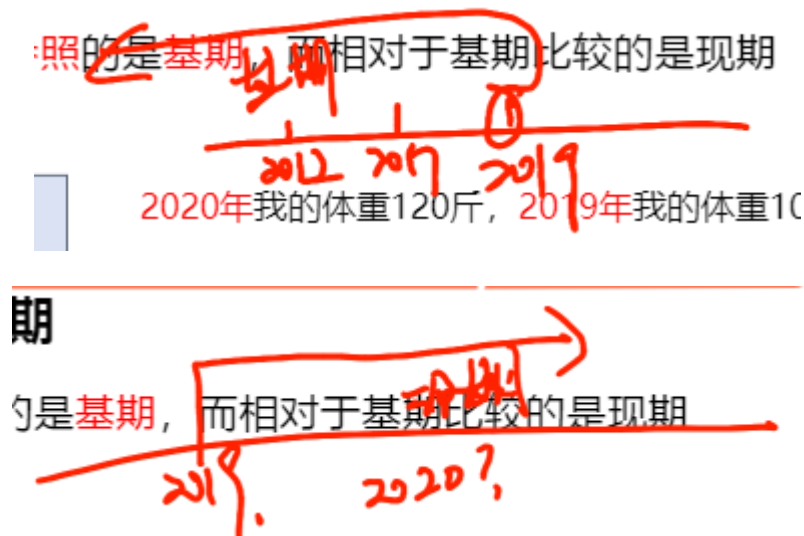 照的是基期，而相对于基期比较的是现期
基期
2012 2017 2019
2020年我的体重120斤，2019年我的体重10
期
的是基期，而相对于基期比较的是现期
2019.
2020?